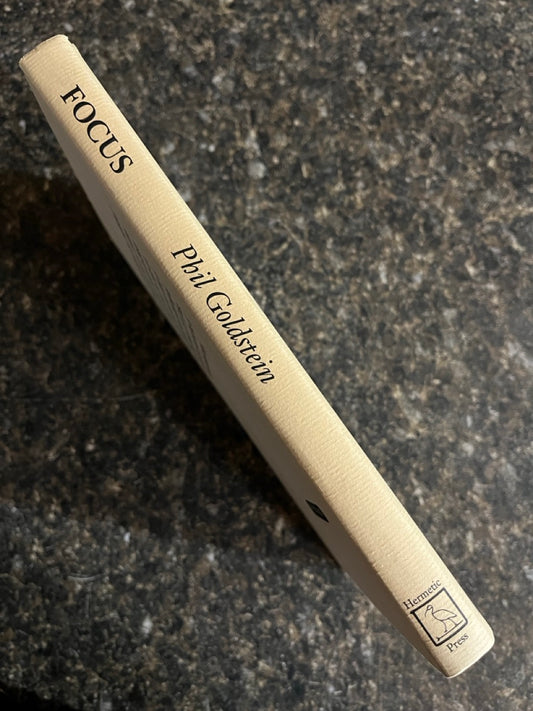 FOCUS
Phil Goldstein
Hermetic
Press